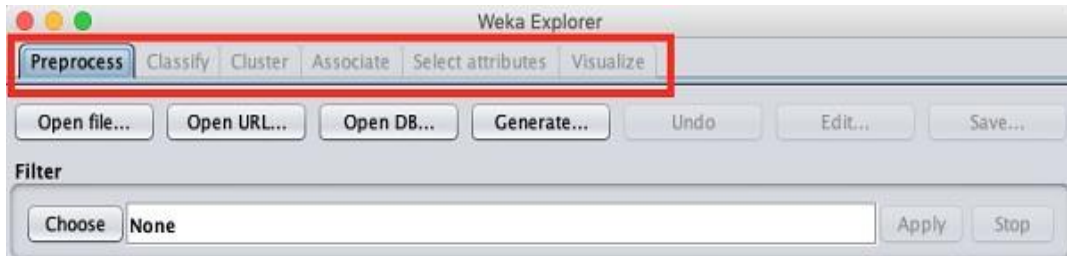 Weka Explorer
Preprocess Classify Cluster Associate Select attributes Visualize
Open file... Open URL... Open DB... Generate... Undo Edit... Save...
Filter
Choose None Apply Stop